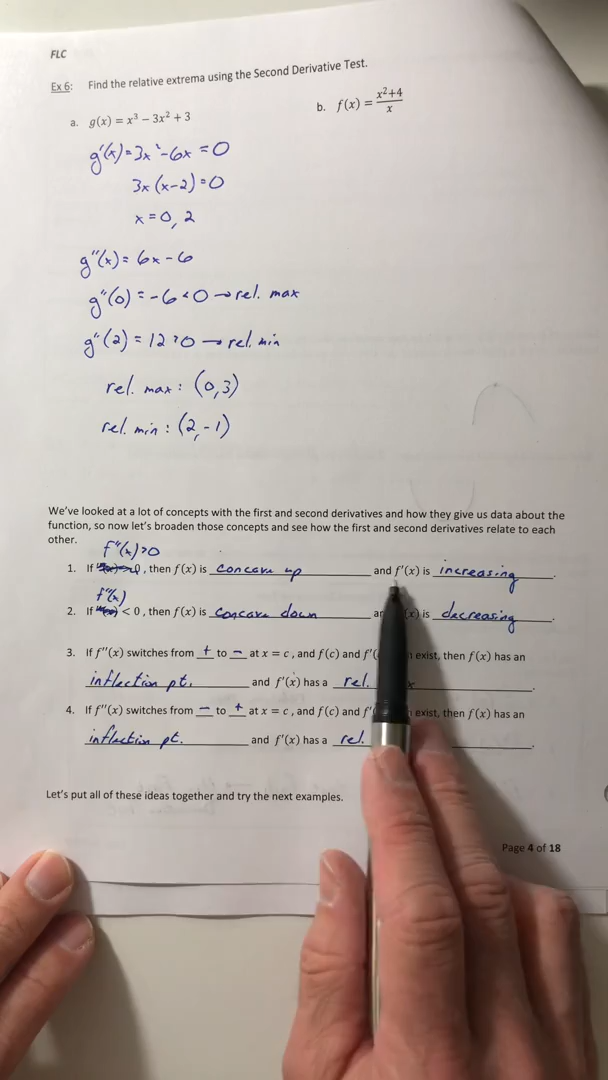 FLC
Ex 6: Find the relative extrema using the Second Derivative Test.
a. g(x) = x³ − 3x² + 3
b. f(x) = (x²+4)/x
g'(x) = 3x² − 6x = 0
3x (x−2) = 0
x = 0, 2
g"(x) = 6x − 6
g"(0) = −6 < 0 → rel. max
g"(2) = 12 > 0 → rel. min
rel. max : (0,3)
rel. min : (2,−1)
We've looked at a lot of concepts with the first and second derivatives and how they give us data about the
function, so now let's broaden those concepts and see how the first and second derivatives relate to each
other.
f"(x)>0
1. If , then f(x) is concave up and f'(x) is increasing.
f"(x)
2. If < 0, then f(x) is concave down (x) is decreasing.
3. If f''(x) switches from + to − at x = c, and f(c) and exist, then f(x) has an
inflection pt. and f'(x) has a rel.
4. If f''(x) switches from − to + at x = c, and f(c) and exist, then f(x) has an
inflection pt. and f'(x) has a rel.
Let's put all of these ideas together and try the next examples.
Page 4 of 18